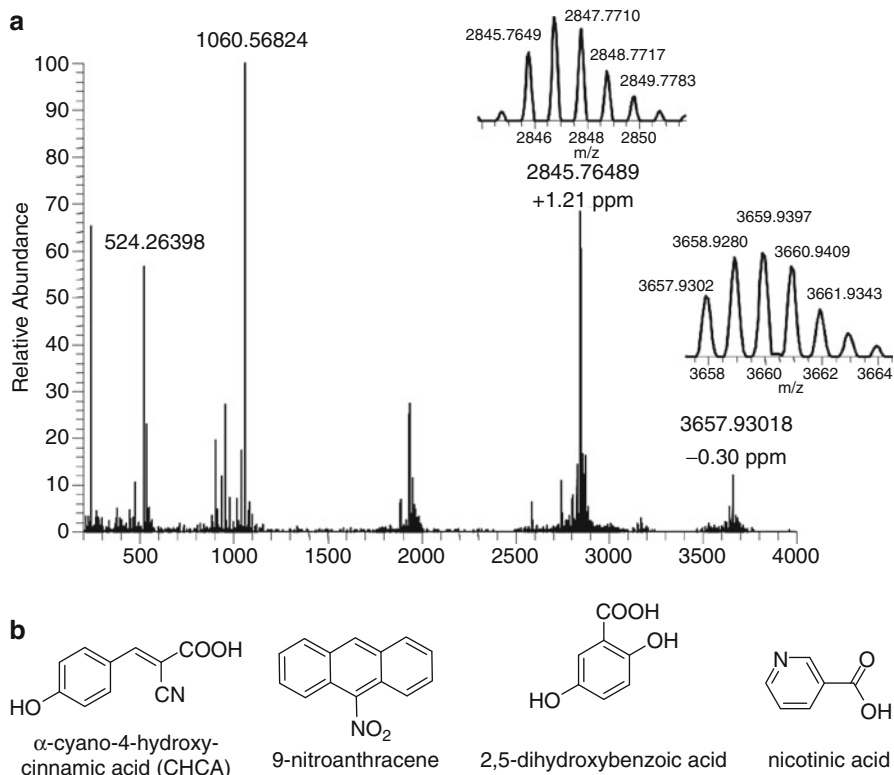 a
1060.56824
524.26398
2845.76489
+1.21 ppm
3657.93018
−0.30 ppm
Relative Abundance
100
90
80
70
60
50
40
30
20
10
0
500
1000
1500
2000
2500
3000
3500
4000
2845.7649
2847.7710
2848.7717
2849.7783
2846
2848
2850
m/z
3657.9302
3658.9280
3659.9397
3660.9409
3661.9343
3658
3660
3662
3664
m/z
b
HO
COOH
CN
α-cyano-4-hydroxy-
cinnamic acid (CHCA)
NO₂
9-nitroanthracene
COOH
OH
HO
2,5-dihydroxybenzoic acid
N
O
OH
nicotinic acid